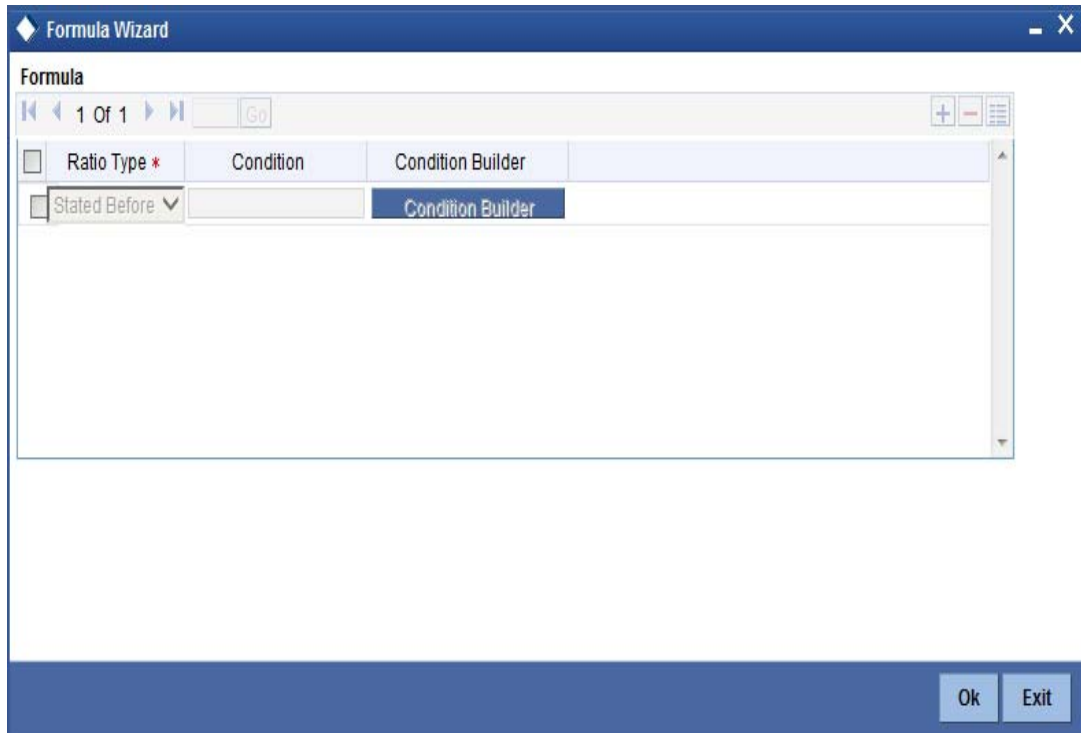 Formula Wizard
Formula
1 Of 1 Go
Ratio Type * Condition Condition Builder
Stated Before Condition Builder
Ok Exit